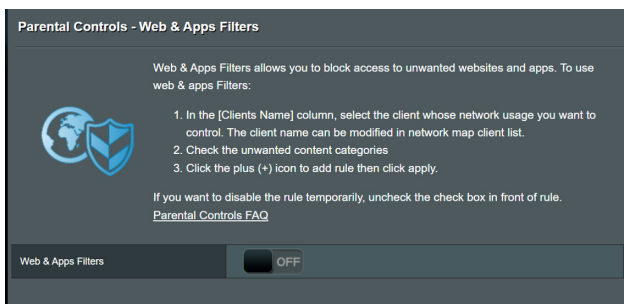 Parental Controls - Web & Apps Filters
Web & Apps Filters allows you to block access to unwanted websites and apps. To use
web & apps Filters:
1. In the [Clients Name] column, select the client whose network usage you want to
control. The client name can be modified in network map client list.
2. Check the unwanted content categories
3. Click the plus (+) icon to add rule then click apply.
If you want to disable the rule temporarily, uncheck the check box in front of rule.
Parental Controls FAQ
Web & Apps Filters
OFF